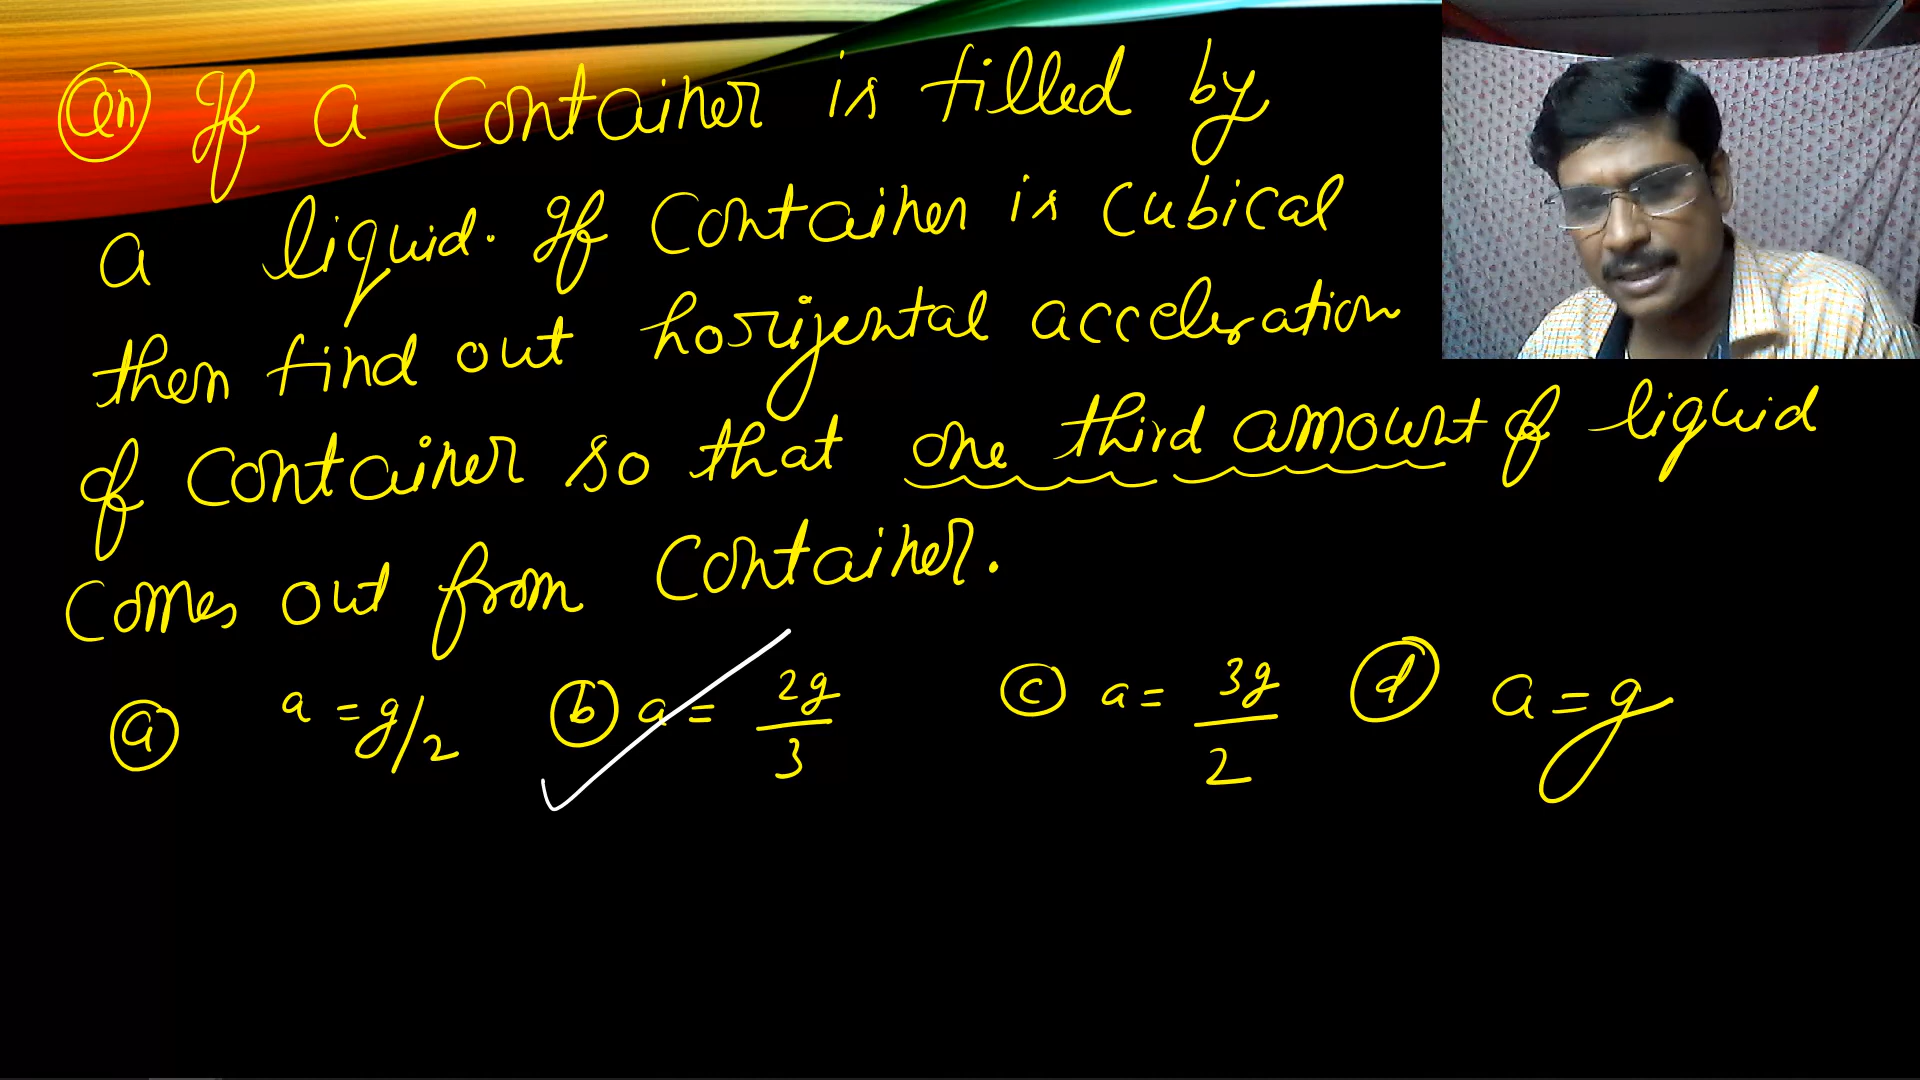 Qn If a container is filled by
a liquid. If container is cubical
then find out horizental acceleration
of container so that one third amount of liquid
comes out from container.
a a = g/2 b a = 2g/3 c a = 3g/2 d a = g